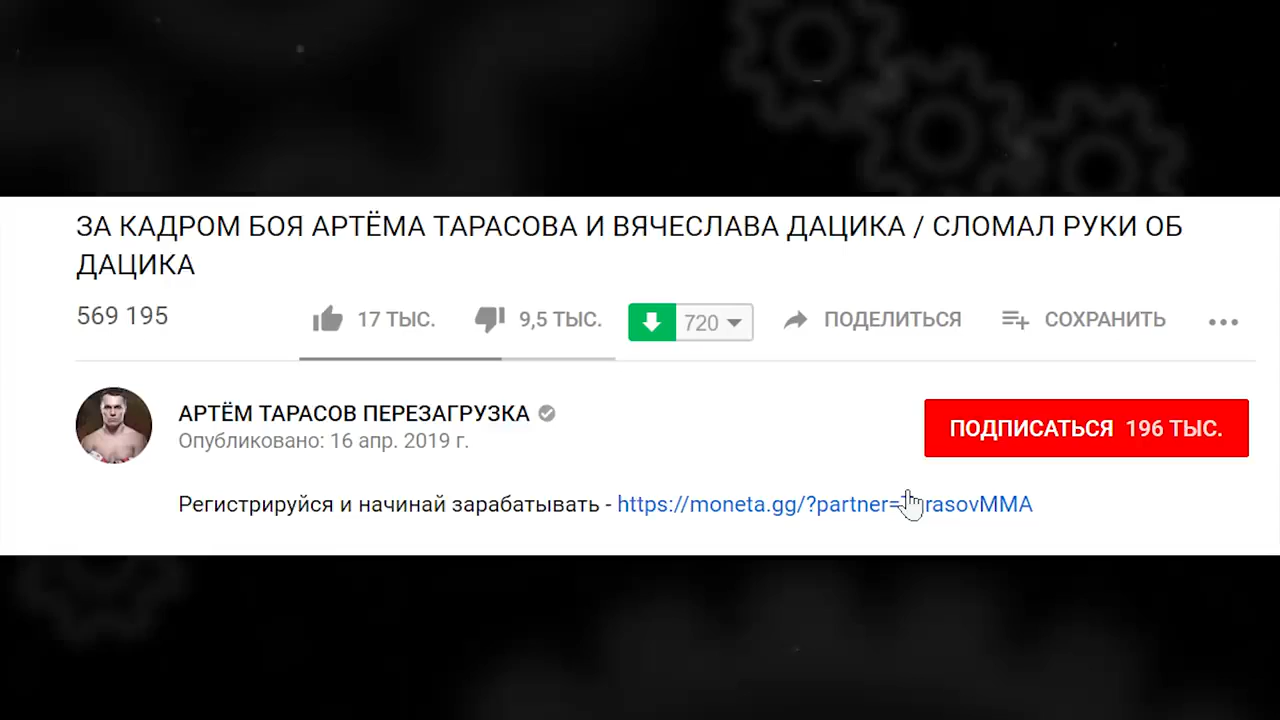 ЗА КАДРОМ БОЯ АРТЁМА ТАРАСОВА И ВЯЧЕСЛАВА ДАЦИКА / СЛОМАЛ РУКИ ОБ
ДАЦИКА
569 195 17 ТЫС. 9,5 ТЫС. 720 ПОДЕЛИТЬСЯ СОХРАНИТЬ
АРТЁМ ТАРАСОВ ПЕРЕЗАГРУЗКА
Опубликовано: 16 апр. 2019 г.
ПОДПИСАТЬСЯ 196 ТЫС.
Регистрируйся и начинай зарабатывать - https://moneta.gg/?partner=TarasovMMA